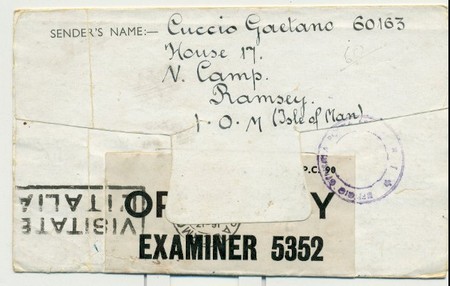 SENDER'S NAME:— Cuccio Gaetano 60163
House 17.
N. Camp.
Ramsey.
I.O.M (Isle of Man)
P.C. 90
OP Y
EXAMINER 5352
VISITATE
L'ITALIA